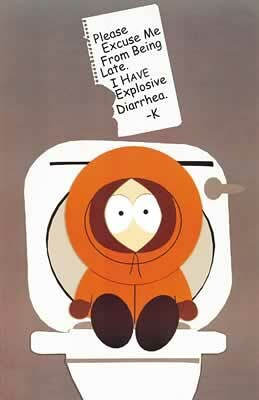 Please
Excuse Me
From Being
Late.
I HAVE
Explosive
Diarrhea.
-K